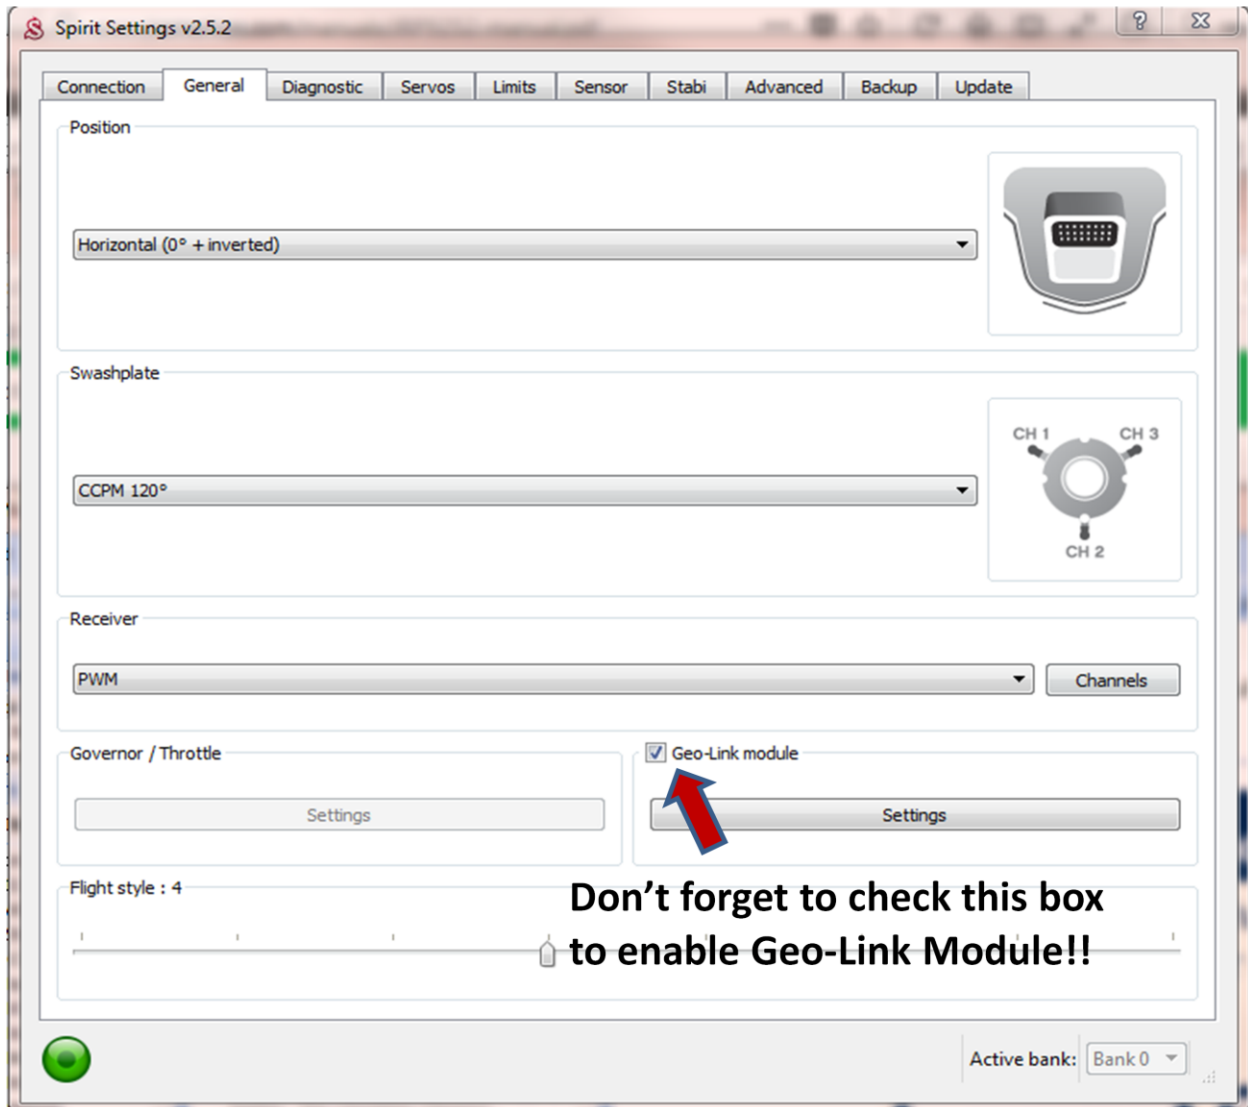 Spirit Settings v2.5.2
Connection General Diagnostic Servos Limits Sensor Stabi Advanced Backup Update
Position
Horizontal (0° + inverted)
Swashplate
CH 1 CH 3
CCPM 120°
CH 2
Receiver
PWM Channels
Governor / Throttle Geo-Link module
Settings Settings
Flight style : 4
Don't forget to check this box
to enable Geo-Link Module!!
Active bank: Bank 0